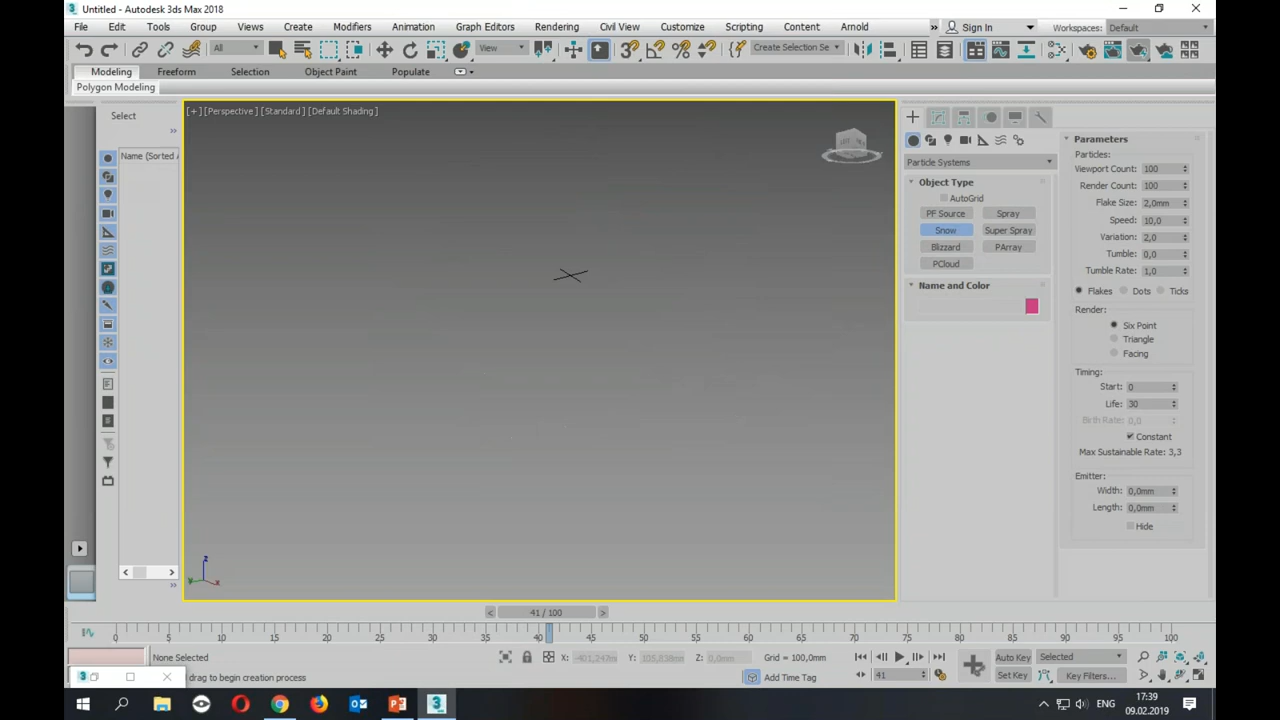 Untitled - Autodesk 3ds Max 2018
File Edit Tools Group Views Create Modifiers Animation Graph Editors Rendering Civil View Customize Scripting Content Arnold » Sign In Workspaces: Default
All View Create Selection Se
Modeling Freeform Selection Object Paint Populate
Polygon Modeling
Select
»
Name (Sorted A
[+] [Perspective] [Standard] [Default Shading]
Particle Systems
Object Type
AutoGrid
PF Source Spray
Snow Super Spray
Blizzard PArray
PCloud
Name and Color
Parameters
Particles:
Viewport Count: 100
Render Count: 100
Flake Size: 2,0mm
Speed: 10,0
Variation: 2,0
Tumble: 0,0
Tumble Rate: 1,0
Flakes Dots Ticks
Render:
Six Point
Triangle
Facing
Timing:
Start: 0
Life: 30
Birth Rate: 0,0
Constant
Max Sustainable Rate: 3,3
Emitter:
Width: 0,0mm
Length: 0,0mm
Hide
z
y x
»
< 41 / 100 >
0 5 10 15 20 25 30 35 40 45 50 55 60 65 70 75 80 85 90 95 100
None Selected X: -401,247m Y: 105,838mm Z: 0,0mm Grid = 100,0mm Auto Key Selected
drag to begin creation process Add Time Tag 41 Set Key Key Filters...
ENG 17:39
09.02.2019